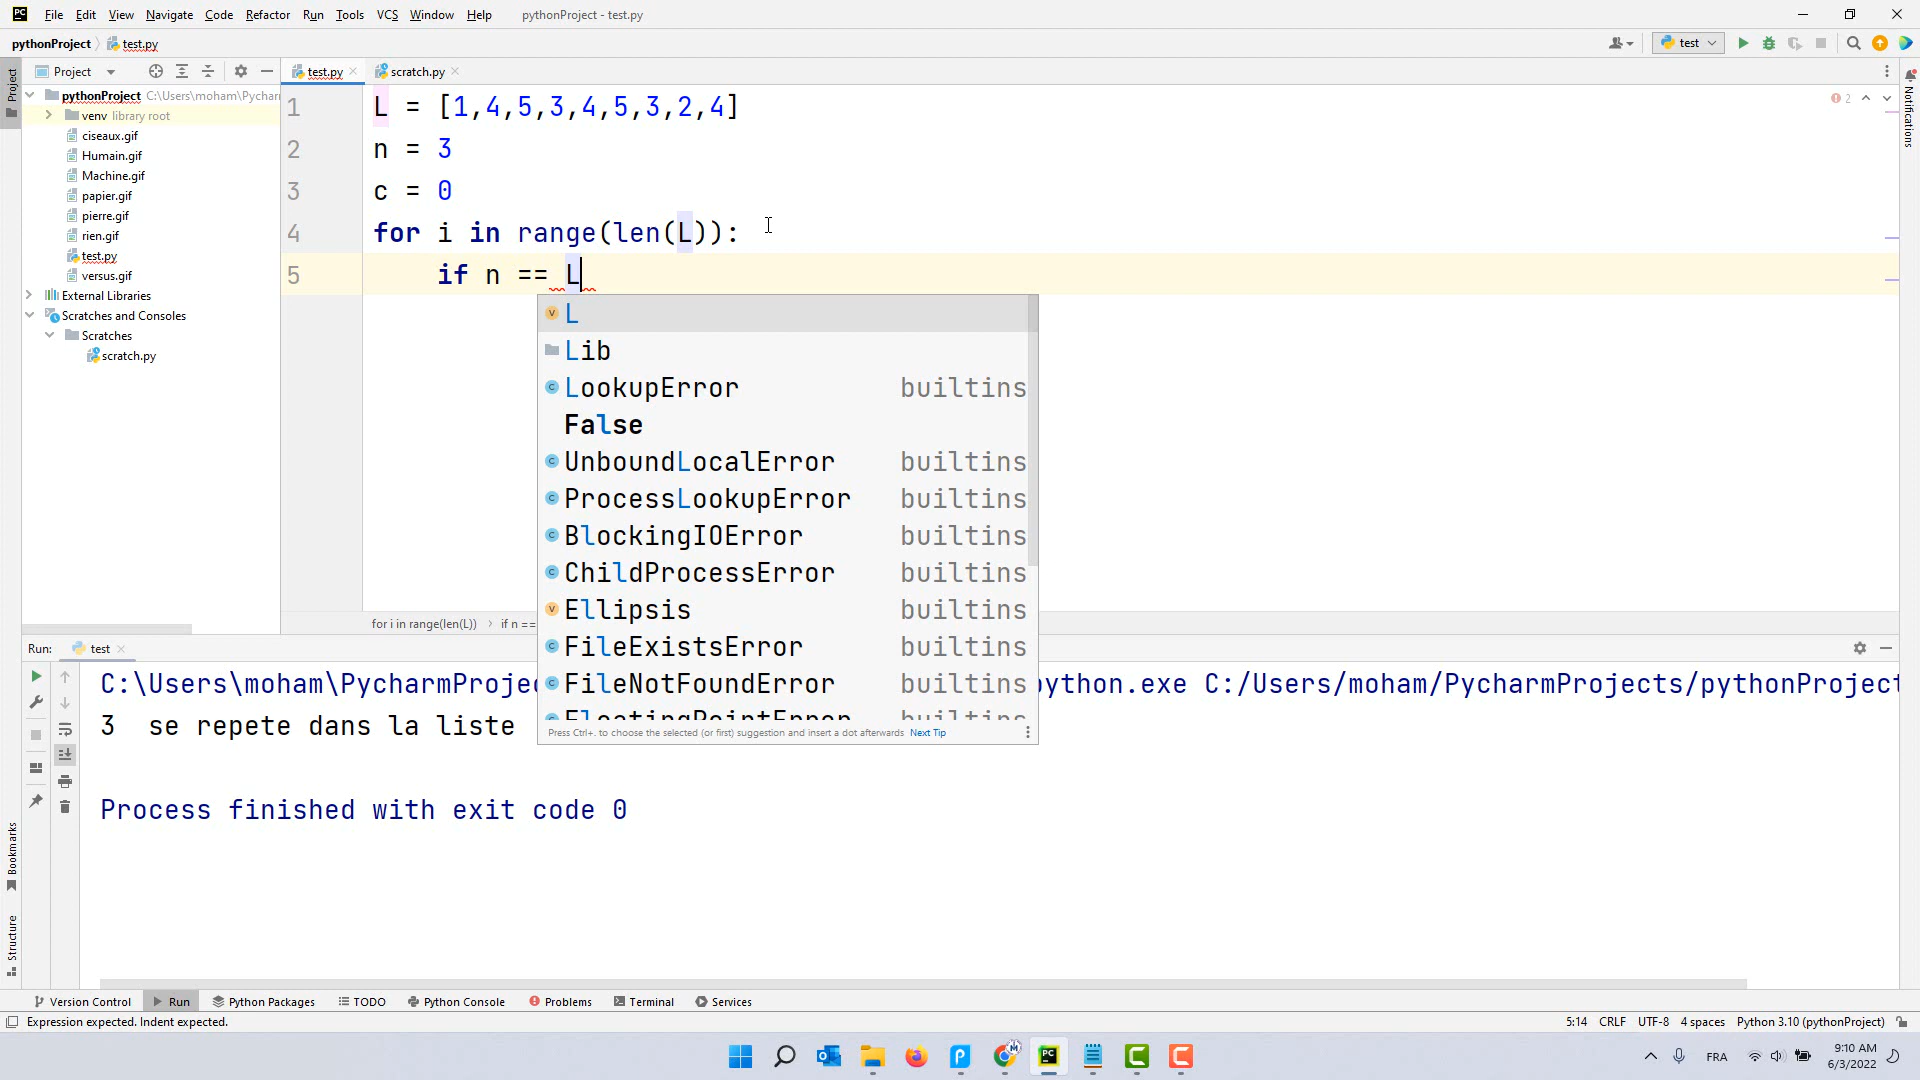 File Edit View Navigate Code Refactor Run Tools VCS Window Help pythonProject - test.py
pythonProject test.py test
Project test.py scratch.py
pythonProject C:\Users\moham\Pychar
venv library root
ciseaux.gif
Humain.gif
Machine.gif
papier.gif
pierre.gif
rien.gif
test.py
versus.gif
External Libraries
Scratches and Consoles
Scratches
scratch.py
Project
Bookmarks
Structure
Notifications
2
1 L = [1,4,5,3,4,5,3,2,4]
2 n = 3
3 c = 0
4 for i in range(len(L)):
5 if n == L
L
Lib
LookupError builtins
False
UnboundLocalError builtins
ProcessLookupError builtins
BlockingIOError builtins
ChildProcessError builtins
Ellipsis builtins
FileExistsError builtins
FileNotFoundError builtins
FloatingPointError builtins
Press Ctrl+. to choose the selected (or first) suggestion and insert a dot afterwards Next Tip
for i in range(len(L)) if n ==
Run: test
C:\Users\moham\PycharmProje ython.exe C:/Users/moham/PycharmProjects/pythonProject
3 se repete dans la liste
Process finished with exit code 0
Version Control Run Python Packages TODO Python Console Problems Terminal Services
Expression expected. Indent expected. 5:14 CRLF UTF-8 4 spaces Python 3.10 (pythonProject)
FRA 9:10 AM
6/3/2022